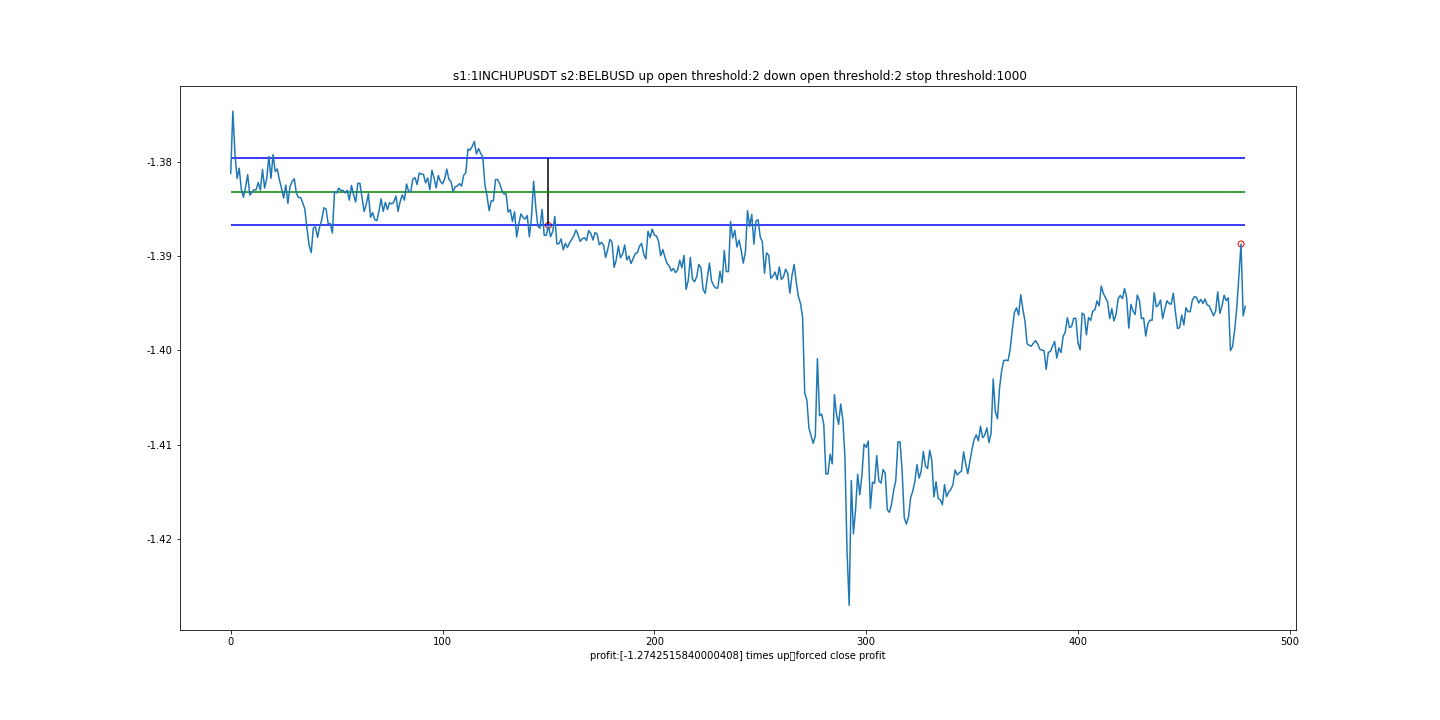 s1:1INCHUPUSDT s2:BELBUSD up open threshold:2 down open threshold:2 stop threshold:1000
-1.38
-1.39
-1.40
-1.41
-1.42
0 100 200 300 400 500
profit:[-1.2742515840000408] times up▯forced close profit